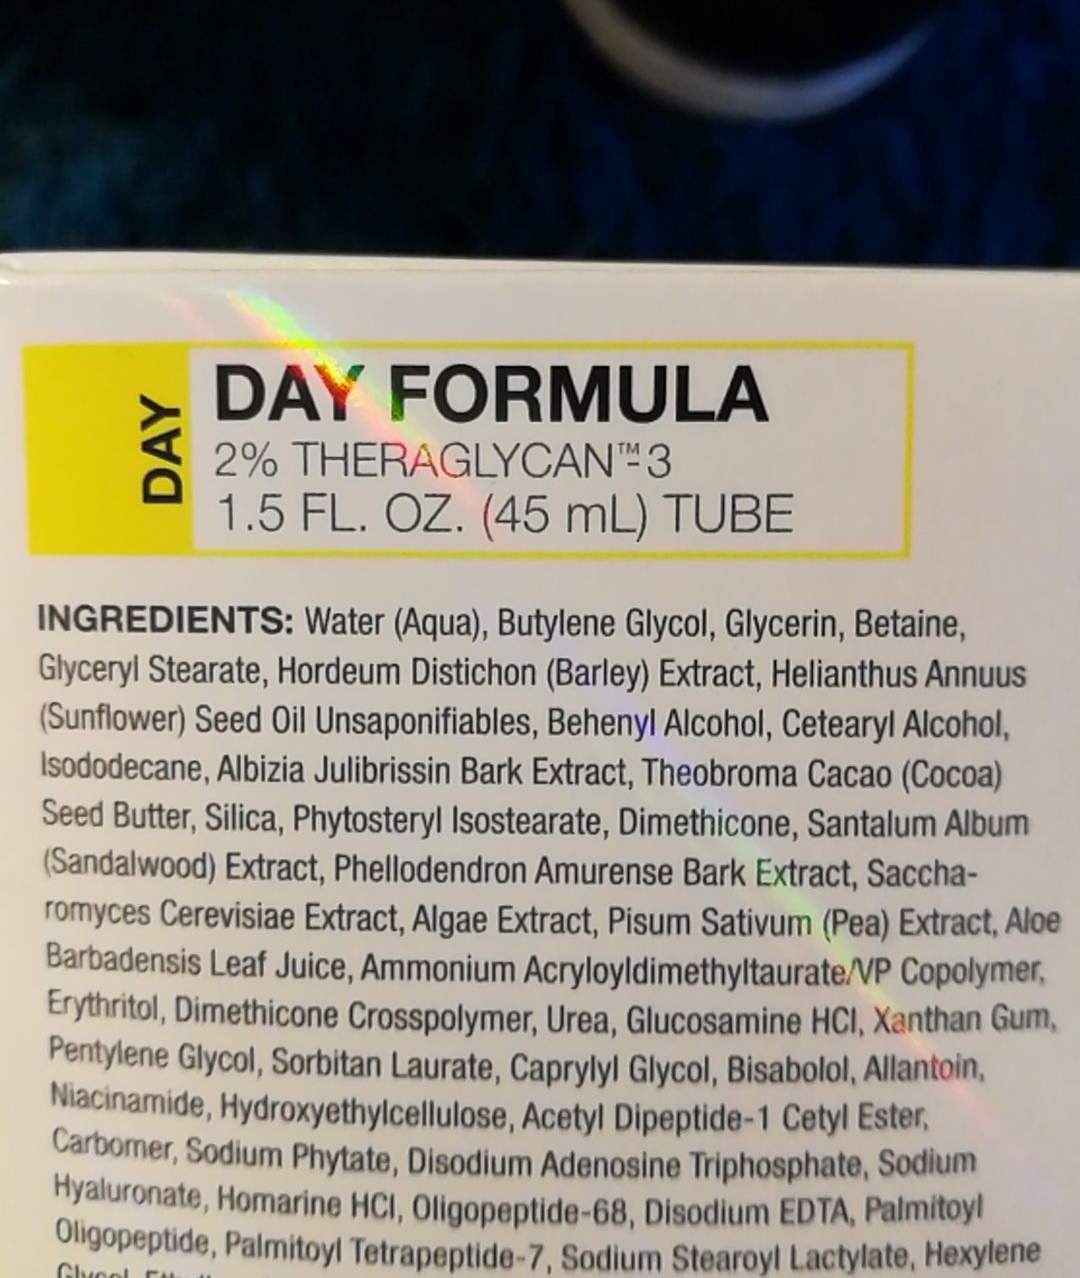 DAY
DAY FORMULA
2% THERAGLYCAN™-3
1.5 FL. OZ. (45 mL) TUBE
INGREDIENTS: Water (Aqua), Butylene Glycol, Glycerin, Betaine,
Glyceryl Stearate, Hordeum Distichon (Barley) Extract, Helianthus Annuus
(Sunflower) Seed Oil Unsaponifiables, Behenyl Alcohol, Cetearyl Alcohol,
Isododecane, Albizia Julibrissin Bark Extract, Theobroma Cacao (Cocoa)
Seed Butter, Silica, Phytosteryl Isostearate, Dimethicone, Santalum Album
(Sandalwood) Extract, Phellodendron Amurense Bark Extract, Saccha-
romyces Cerevisiae Extract, Algae Extract, Pisum Sativum (Pea) Extract, Aloe
Barbadensis Leaf Juice, Ammonium Acryloyldimethyltaurate/VP Copolymer,
Erythritol, Dimethicone Crosspolymer, Urea, Glucosamine HCl, Xanthan Gum,
Pentylene Glycol, Sorbitan Laurate, Caprylyl Glycol, Bisabolol, Allantoin,
Niacinamide, Hydroxyethylcellulose, Acetyl Dipeptide-1 Cetyl Ester,
Carbomer, Sodium Phytate, Disodium Adenosine Triphosphate, Sodium
Hyaluronate, Homarine HCl, Oligopeptide-68, Disodium EDTA, Palmitoyl
Oligopeptide, Palmitoyl Tetrapeptide-7, Sodium Stearoyl Lactylate, Hexylene
Glycol,